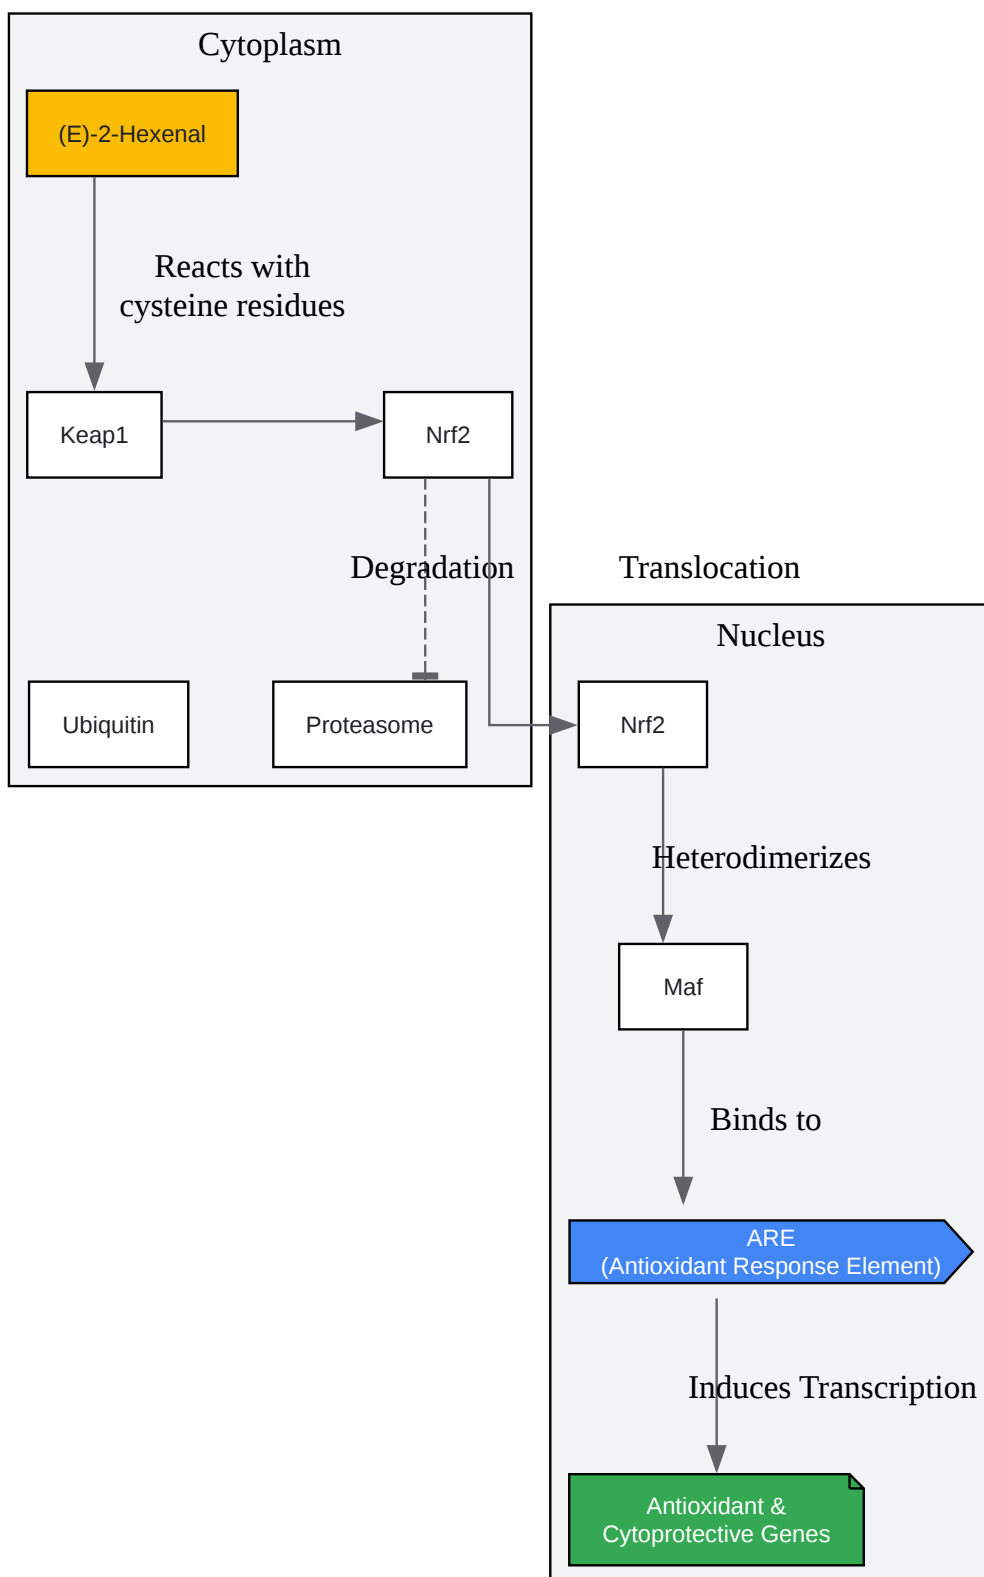 Cytoplasm
(E)-2-Hexenal
Reacts with
cysteine residues
Keap1
Nrf2
Degradation
Translocation
Nucleus
Ubiquitin
Proteasome
Nrf2
Heterodimerizes
Maf
Binds to
ARE
(Antioxidant Response Element)
Induces Transcription
Antioxidant &
Cytoprotective Genes